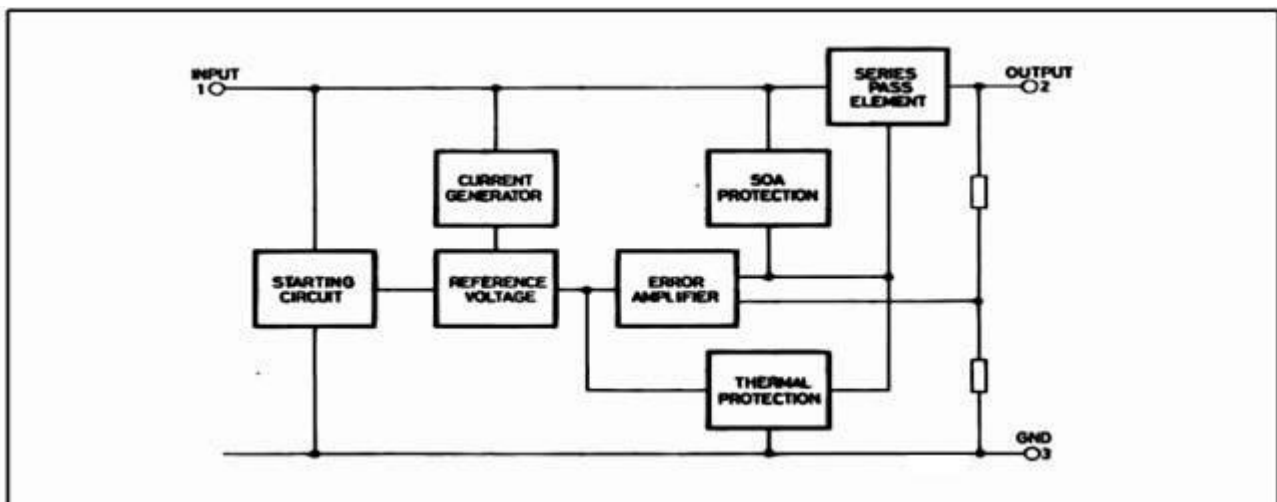 INPUT
1
SERIES
PASS
ELEMENT
OUTPUT
2
CURRENT
GENERATOR
SOA
PROTECTION
STARTING
CIRCUIT
REFERENCE
VOLTAGE
ERROR
AMPLIFIER
THERMAL
PROTECTION
GND
3